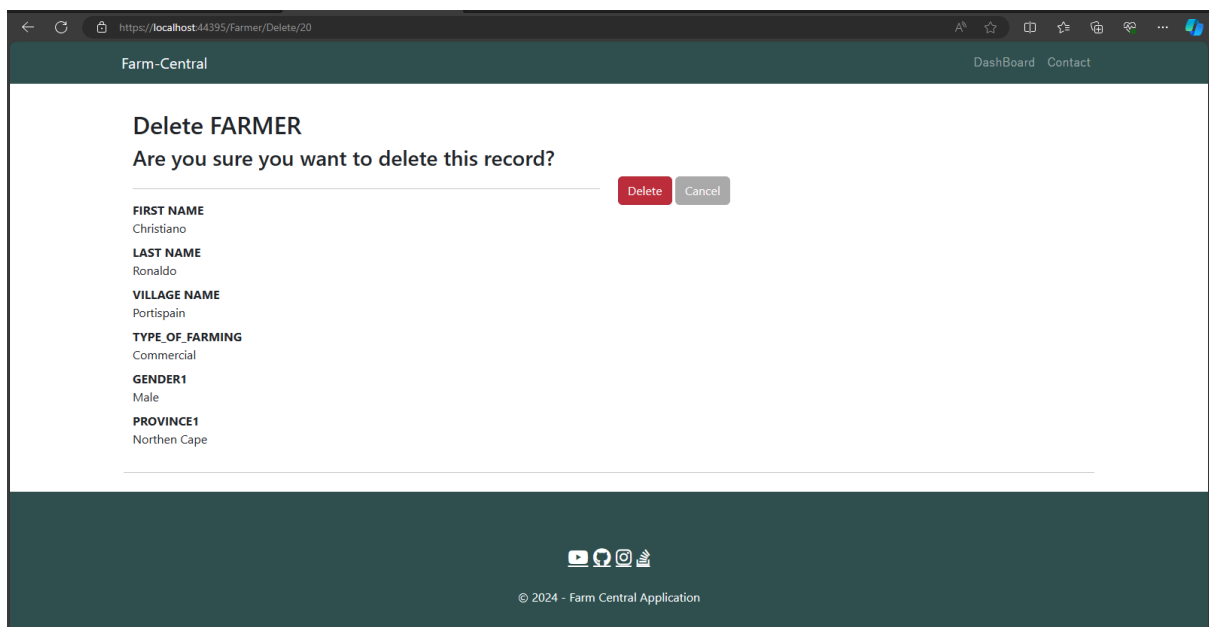 https://localhost:44395/Farmer/Delete/20
Farm-Central
DashBoard Contact
Delete FARMER
Are you sure you want to delete this record?
Delete Cancel
FIRST NAME
Christiano
LAST NAME
Ronaldo
VILLAGE NAME
Portispain
TYPE_OF_FARMING
Commercial
GENDER1
Male
PROVINCE1
Northen Cape
© 2024 - Farm Central Application